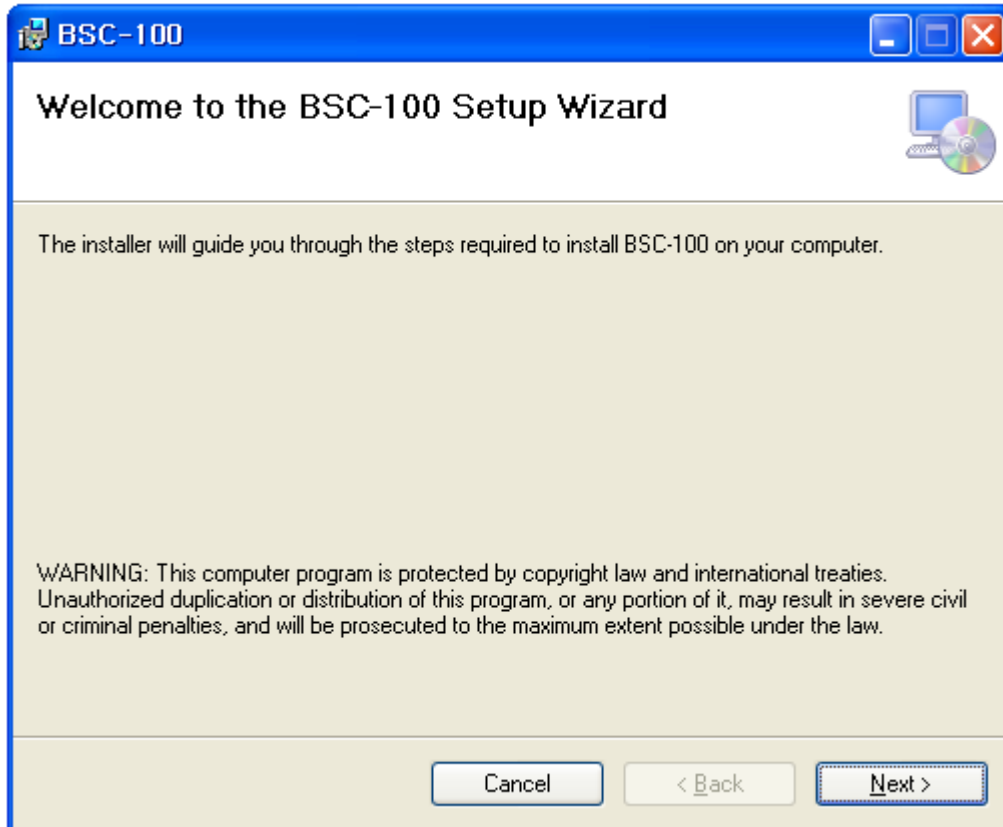 BSC-100
Welcome to the BSC-100 Setup Wizard
The installer will guide you through the steps required to install BSC-100 on your computer.
WARNING: This computer program is protected by copyright law and international treaties.
Unauthorized duplication or distribution of this program, or any portion of it, may result in severe civil
or criminal penalties, and will be prosecuted to the maximum extent possible under the law.
Cancel
< Back
Next >